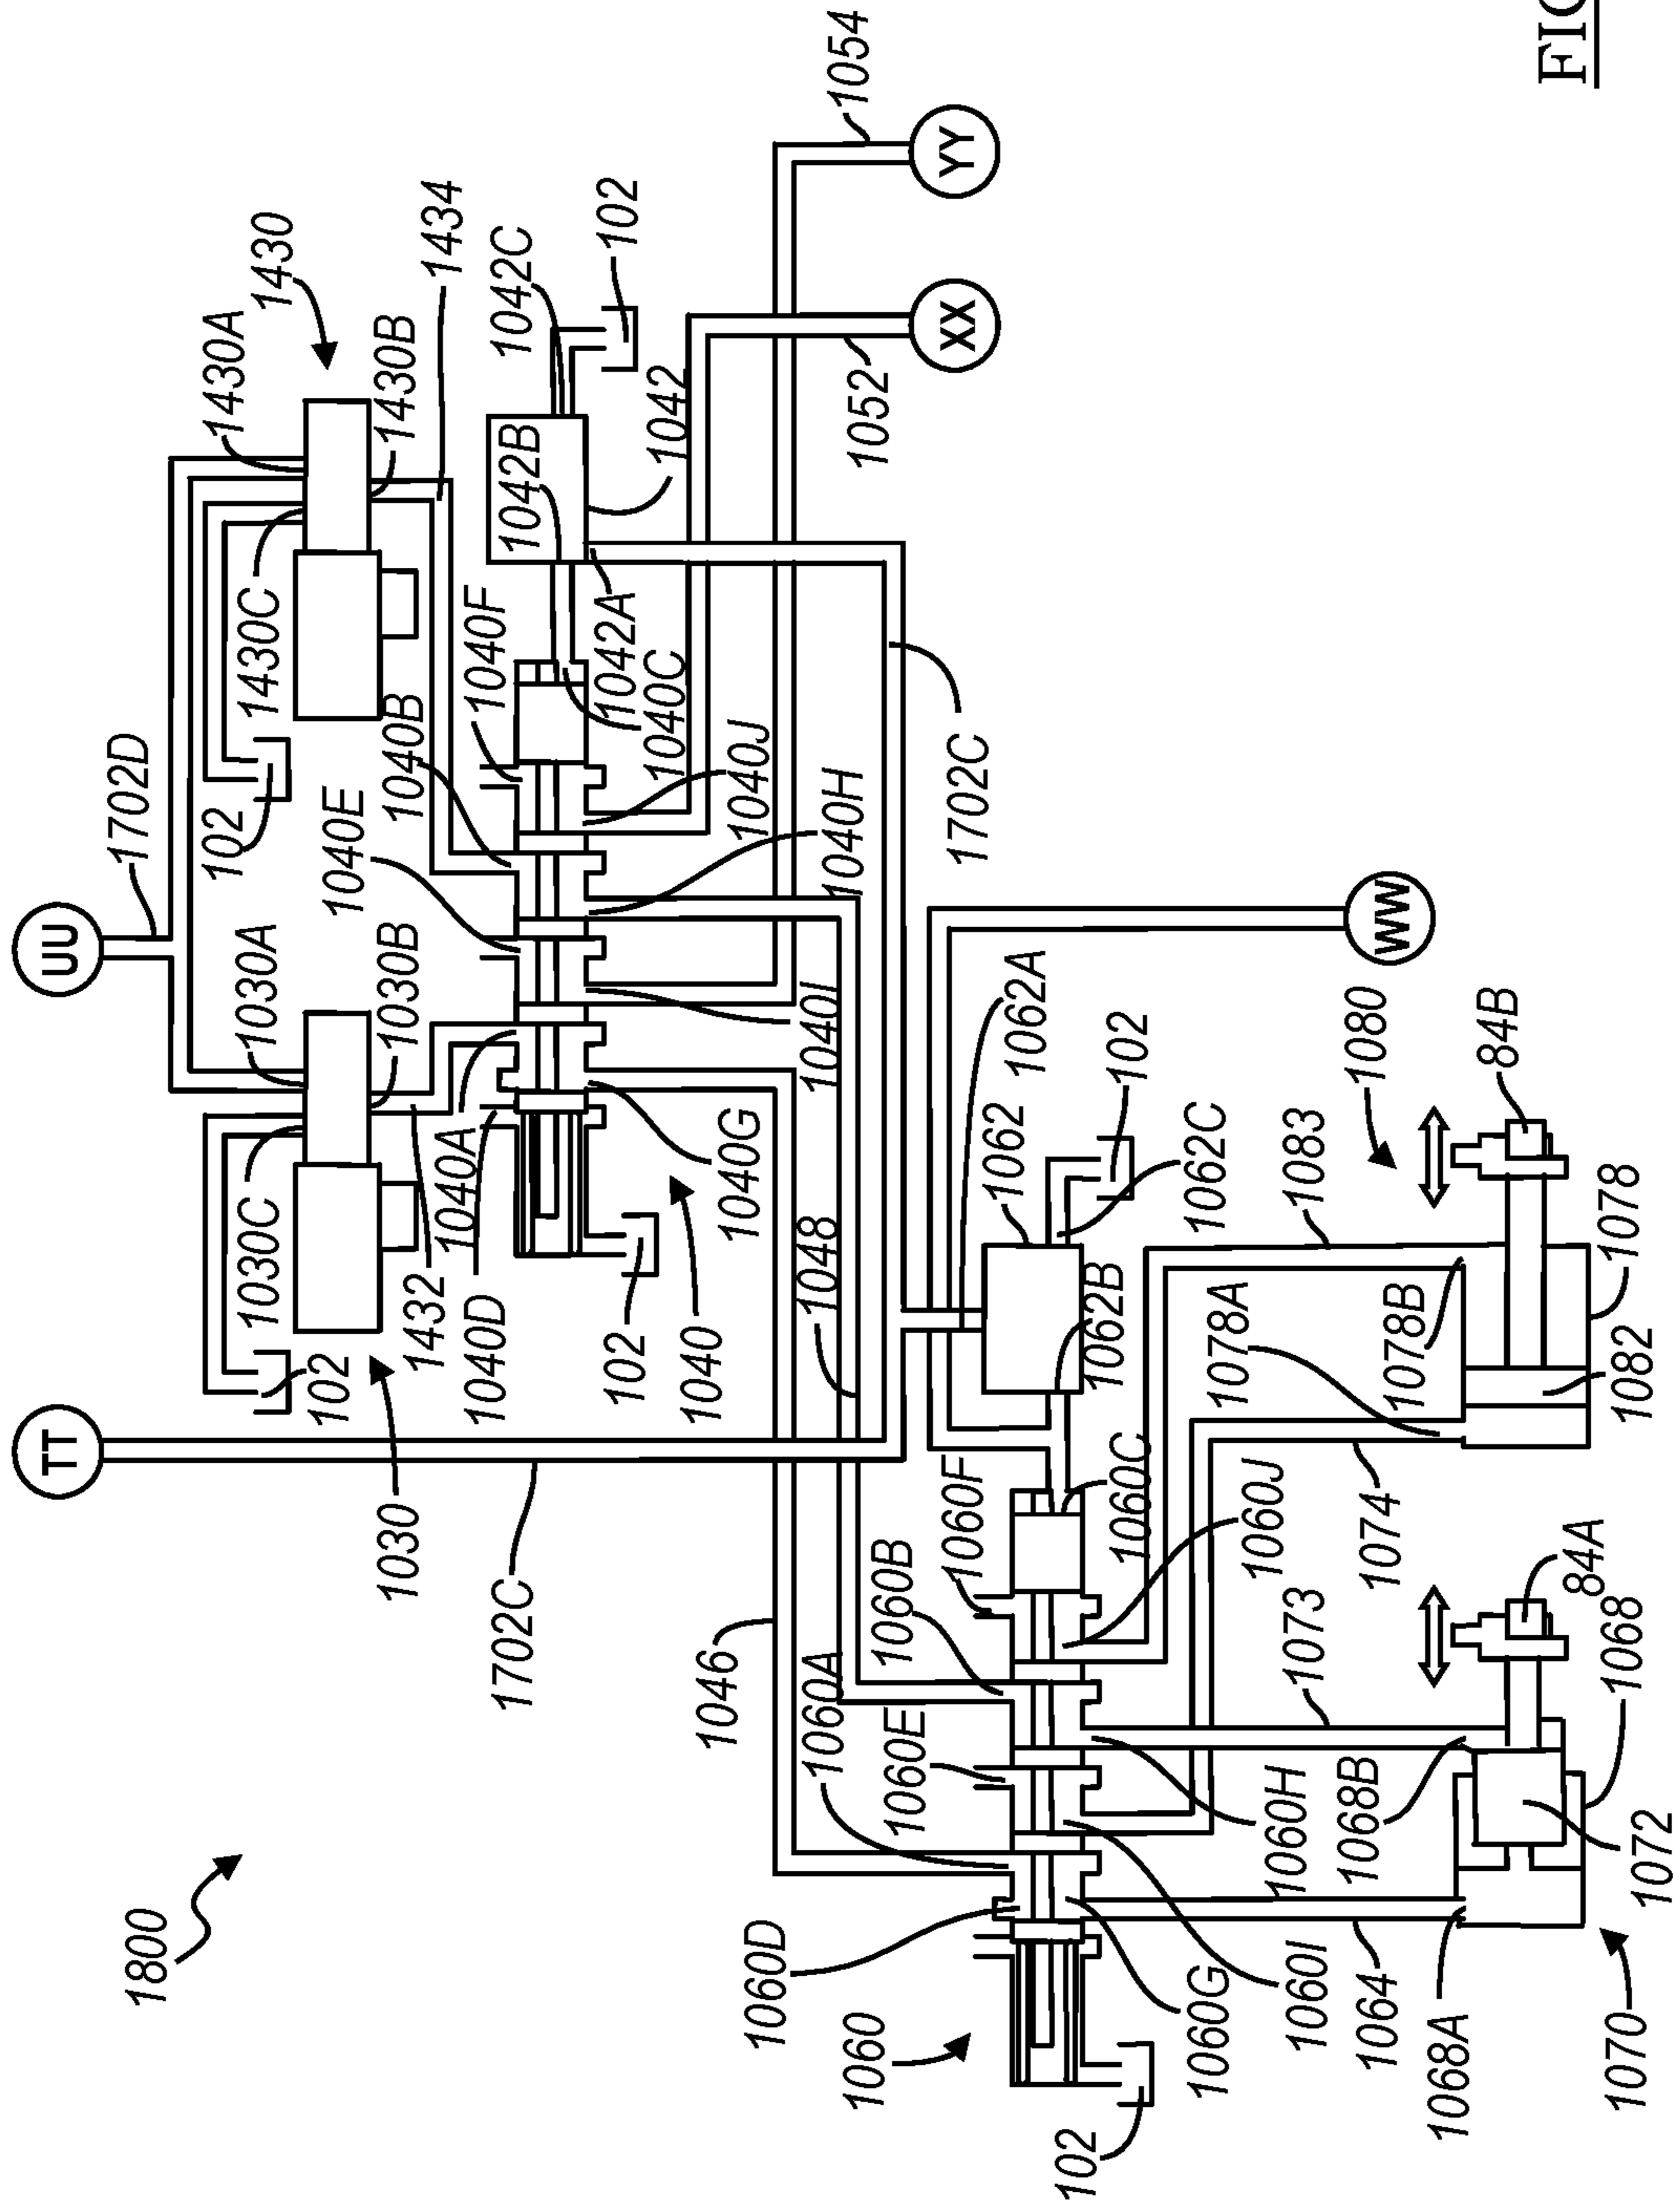 TT
UU
1800
1702D
102
1430A
1030C
1030A
1430C
1430
102
1040E
1030
1030B
1040B
1430B
1432
1434
1040A
1040D
1040F
1702C
1042B
1042C
102
1042A
102
1040C
1042
1040
1046
1040G
1040J
1060D
1060A
1048
1040I
1040H
1054
1060
1052
1060B
1060E
1060F
1702C
XX
YY
1062
1062A
102
1062B
1060C
102
1060G
1062C
1078A
1060J
1060I
1060H
1073
1083
1068B
1080
1064
1074
WW
1078B
1068A
84B
FIG
84A
1070
1068
1078
1072
1082